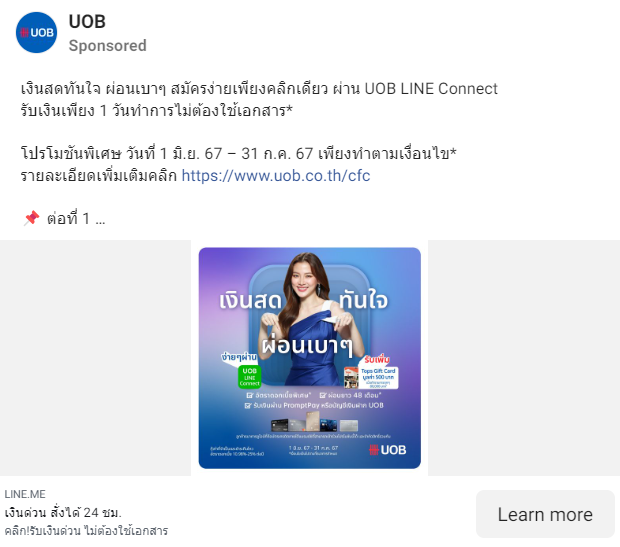 UOB
UOB
Sponsored
เงินสดทันใจ ผ่อนเบาๆ สมัครง่ายเพียงคลิกเดียว ผ่าน UOB LINE Connect
รับเงินเพียง 1 วันทำการไม่ต้องใช้เอกสาร*
โปรโมชันพิเศษ วันที่ 1 มิ.ย. 67 – 31 ก.ค. 67 เพียงทำตามเงื่อนไข*
รายละเอียดเพิ่มเติมคลิก https://www.uob.co.th/cfc
📌 ต่อที่ 1 ...
เงินสด ทันใจ
ผ่อนเบาๆ
ง่ายๆผ่าน
UOB
LINE
Connect
รับเพิ่ม
Tops Gift Card
มูลค่า 500 บาท
อัตราดอกเบี้ยพิเศษ* ผ่อนยาว 48 เดือน*
รับเงินผ่าน PromptPay หรือบัญชีเงินฝาก UOB
1 มิ.ย. 67 - 31 ก.ค. 67
UOB
LINE.ME
เงินด่วน สั่งได้ 24 ชม.
คลิก!รับเงินด่วน ไม่ต้องใช้เอกสาร
Learn more